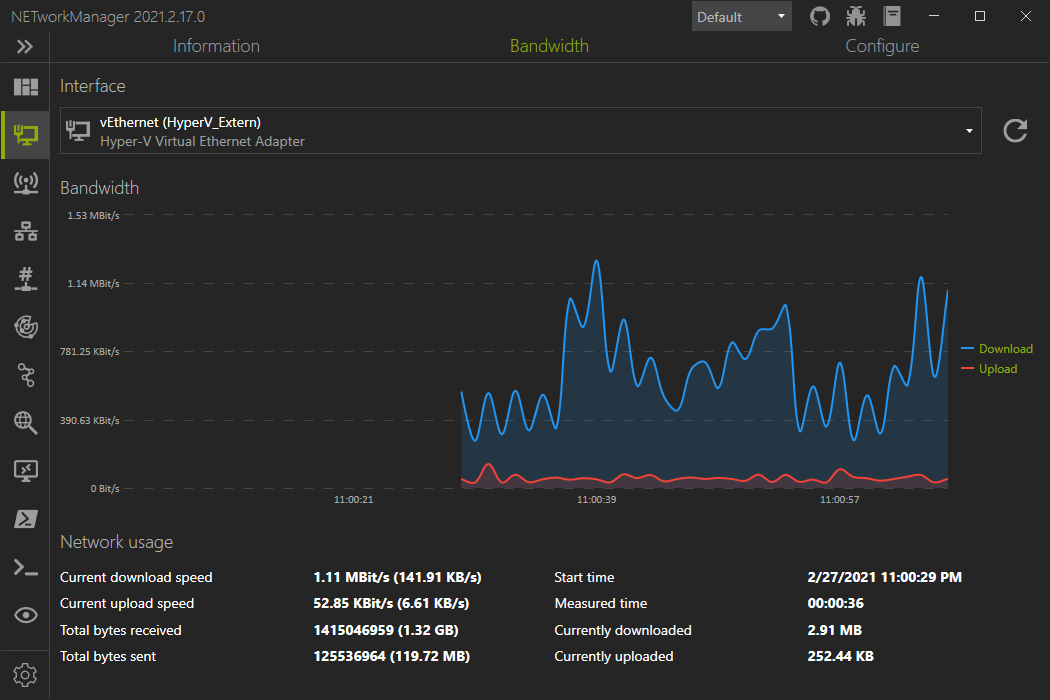 NETworkManager 2021.2.17.0
Default
Information
Bandwidth
Configure
Interface
vEthernet (HyperV_Extern)
Hyper-V Virtual Ethernet Adapter
Bandwidth
1.53 MBit/s
1.14 MBit/s
781.25 KBit/s
390.63 KBit/s
0 Bit/s
11:00:21
11:00:39
11:00:57
Download
Upload
Network usage
Current download speed 1.11 MBit/s (141.91 KB/s)
Start time 2/27/2021 11:00:29 PM
Current upload speed 52.85 KBit/s (6.61 KB/s)
Measured time 00:00:36
Total bytes received 1415046959 (1.32 GB)
Currently downloaded 2.91 MB
Total bytes sent 125536964 (119.72 MB)
Currently uploaded 252.44 KB